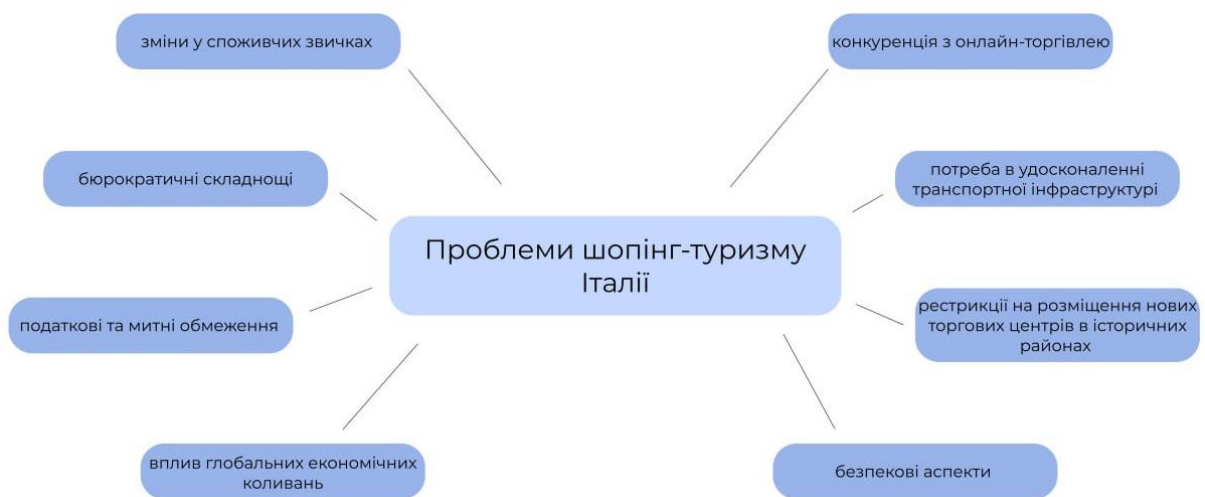 зміни у споживчих звичках
конкуренція з онлайн-торгівлею
бюрократичні складнощі
потреба в удосконаленні
транспортної інфраструктурі
Проблеми шопінг-туризму
Італії
податкові та митні обмеження
рестрикції на розміщення нових
торгових центрів в історичних
районах
вплив глобальних економічних
коливань
безпекові аспекти